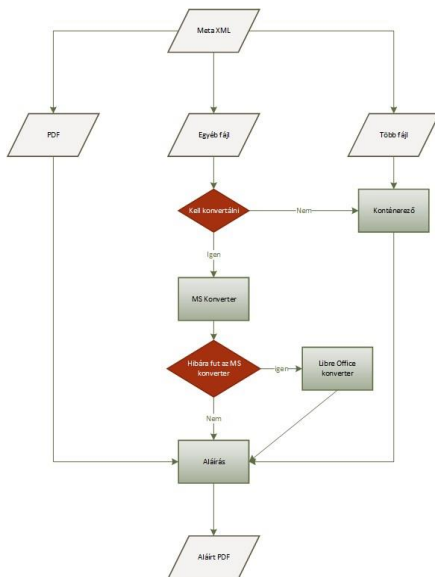 Meta XML
PDF
Egyéb fájl
Több fájl
Kell konvertálni
Nem
Konténerező
Igen
MS Konverter
Hibára fut az MS
konverter
igen
Libre Office
konverter
Nem
Aláírás
Aláírt PDF